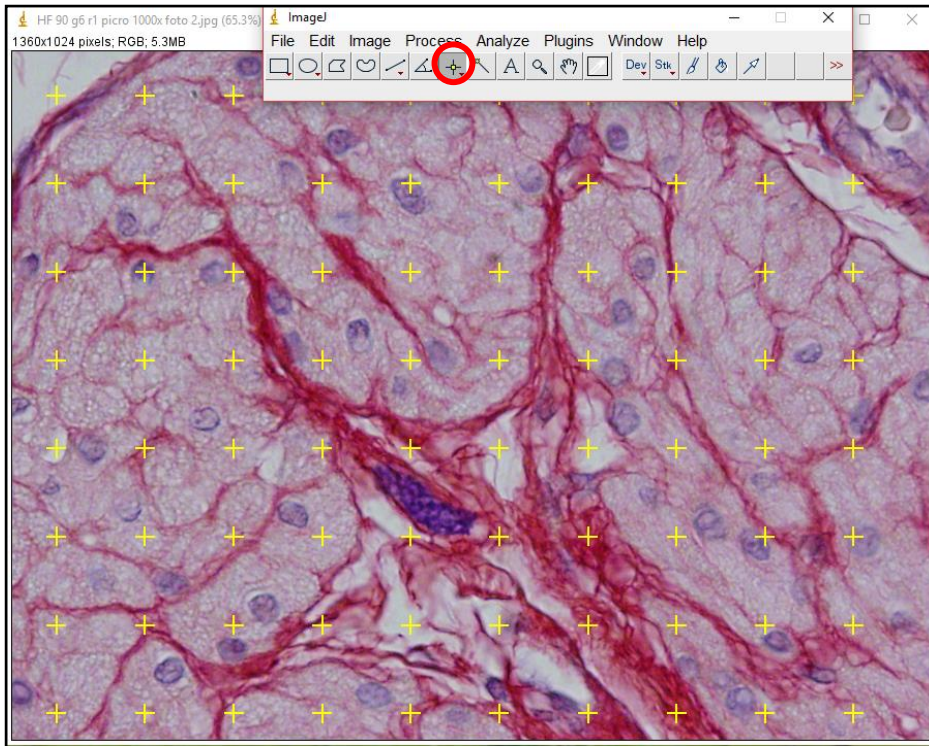 HF 90 g6 r1 picro 1000x foto 2.jpg (65.3%)
ImageJ
1360x1024 pixels; RGB; 5.3MB
File Edit Image Process Analyze Plugins Window Help
A Dev Stk >>